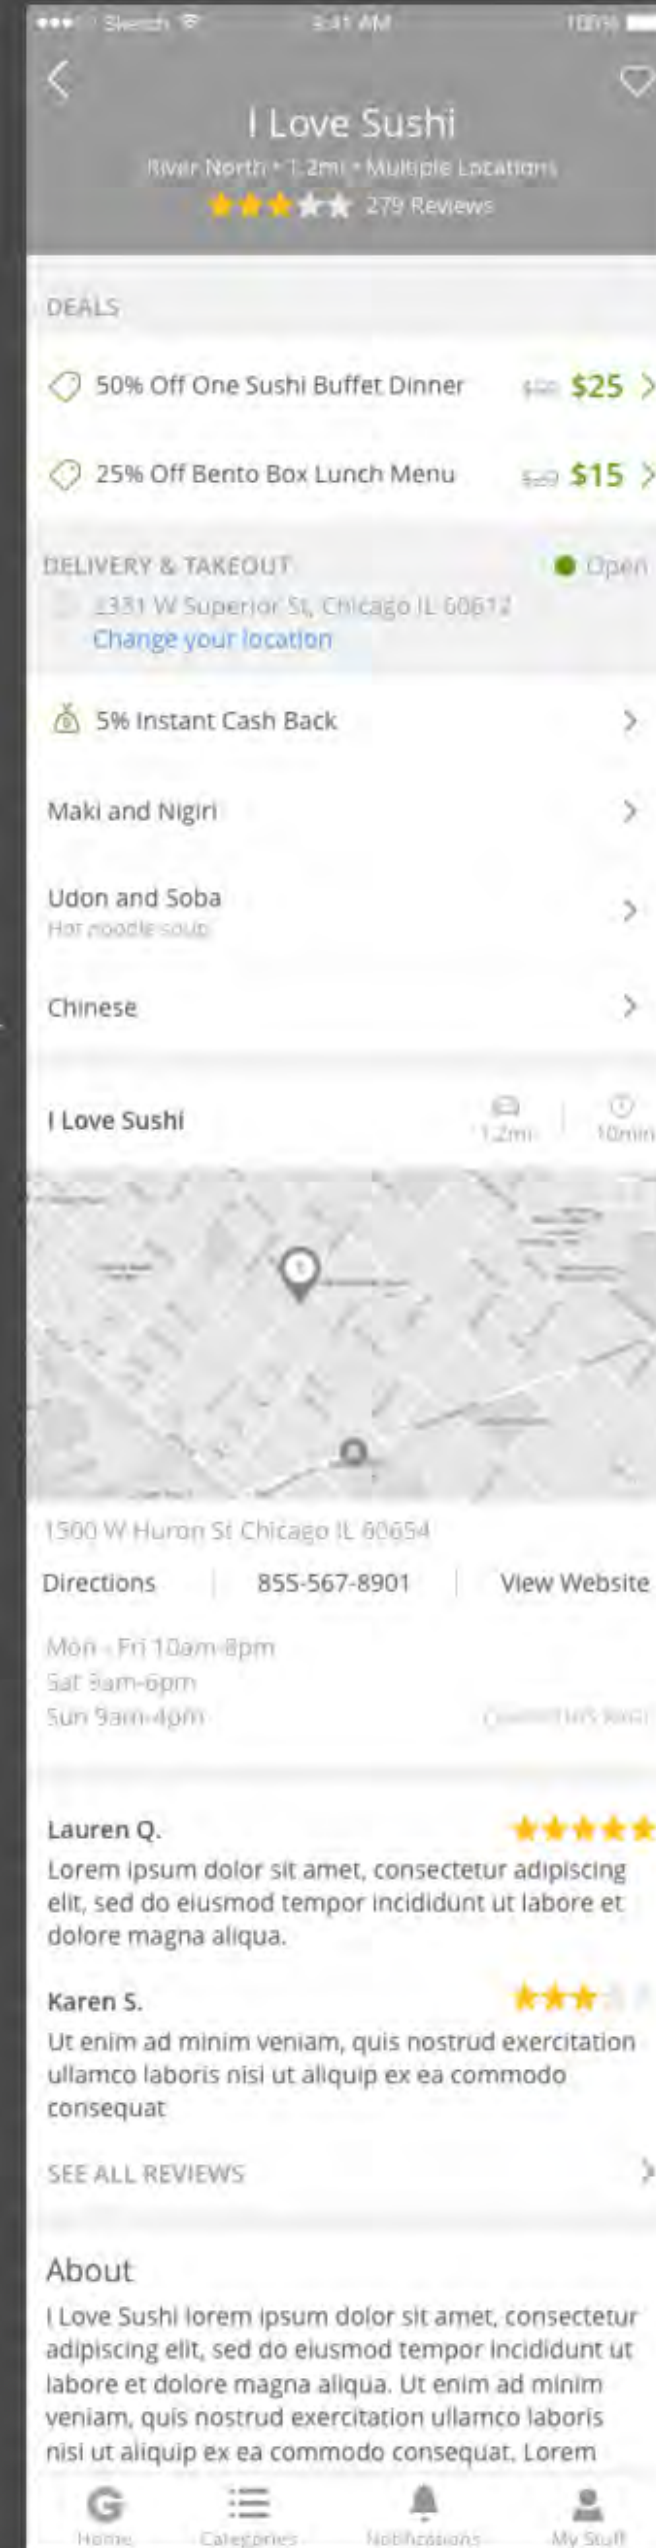 Sketch 9:41 AM 100%
I Love Sushi
River North • 1.2mi • Multiple Locations
279 Reviews
DEALS
50% Off One Sushi Buffet Dinner $25
25% Off Bento Box Lunch Menu $20 $15
DELIVERY & TAKEOUT Open
2331 W Superior St, Chicago IL 60612
Change your location
5% Instant Cash Back
Maki and Nigiri
Udon and Soba
Hot noodle soup
Chinese
I Love Sushi
1.2mi 10min
1500 W Huron St Chicago IL 60654
Directions 855-567-8901 View Website
Mon - Fri 10am-8pm
Sat 9am-6pm
Sun 9am-4pm
Lauren Q.
Lorem ipsum dolor sit amet, consectetur adipiscing
elit, sed do eiusmod tempor incididunt ut labore et
dolore magna aliqua.
Karen S.
Ut enim ad minim veniam, quis nostrud exercitation
ullamco laboris nisi ut aliquip ex ea commodo
consequat
SEE ALL REVIEWS
About
I Love Sushi lorem ipsum dolor sit amet, consectetur
adipiscing elit, sed do eiusmod tempor incididunt ut
labore et dolore magna aliqua. Ut enim ad minim
veniam, quis nostrud exercitation ullamco laboris
nisi ut aliquip ex ea commodo consequat. Lorem
G
Home Categories Notifications My Stuff